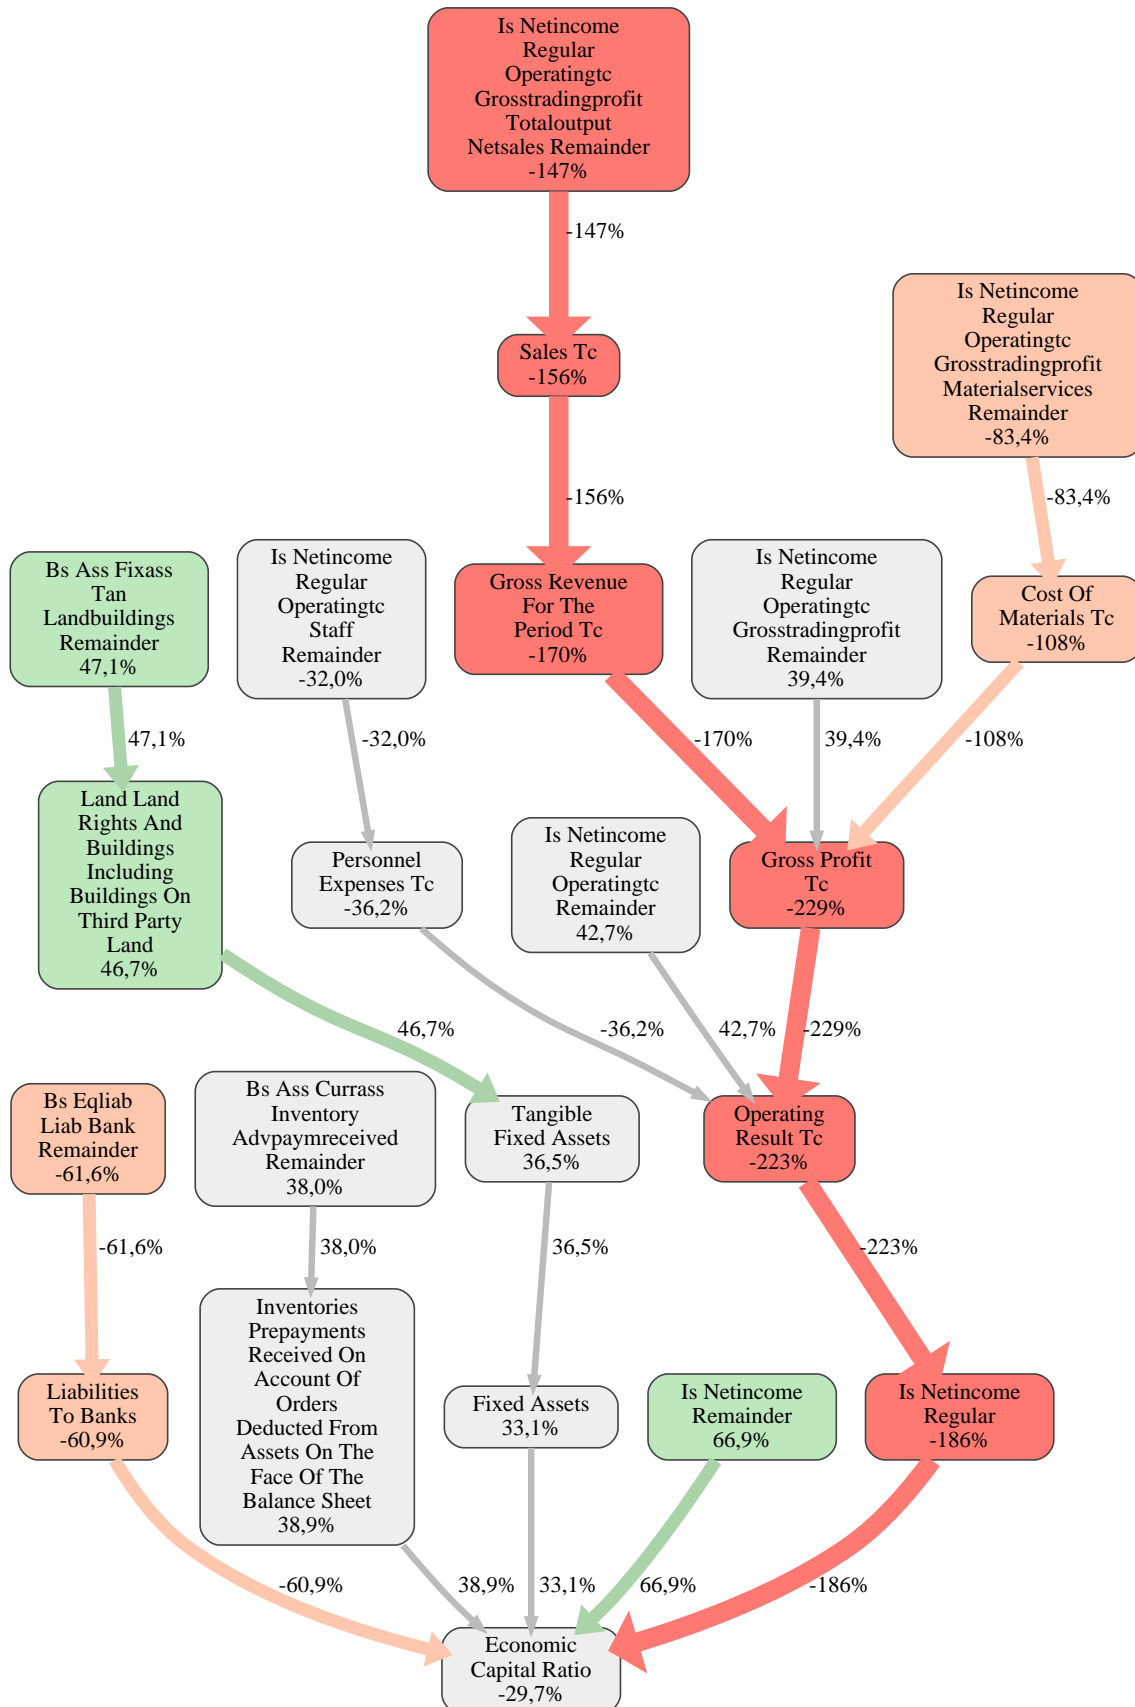 Is Netincome
Regular
Operatingtc
Grosstradingprofit
Totaloutput
Netsales Remainder
-147%
-147%
Is Netincome
Regular
Operatingtc
Grosstradingprofit
Materialservices
Remainder
-83,4%
Sales Tc
-156%
-156%
-83,4%
Bs Ass Fixass
Tan
Landbuildings
Remainder
47,1%
Is Netincome
Regular
Operatingtc
Staff
Remainder
-32,0%
Gross Revenue
For The
Period Tc
-170%
Is Netincome
Regular
Operatingtc
Grosstradingprofit
Remainder
39,4%
Cost Of
Materials Tc
-108%
47,1%
-32,0%
-170%
39,4%
-108%
Land Land
Rights And
Buildings
Including
Buildings On
Third Party
Land
46,7%
Personnel
Expenses Tc
-36,2%
Is Netincome
Regular
Operatingtc
Remainder
42,7%
Gross Profit
Tc
-229%
46,7%
-36,2%
42,7%
-229%
Bs Eqliab
Liab Bank
Remainder
-61,6%
Bs Ass Currass
Inventory
Advpaymreceived
Remainder
38,0%
Tangible
Fixed Assets
36,5%
Operating
Result Tc
-223%
-61,6%
38,0%
36,5%
-223%
Liabilities
To Banks
-60,9%
Inventories
Prepayments
Received On
Account Of
Orders
Deducted From
Assets On The
Face Of The
Balance Sheet
38,9%
Fixed Assets
33,1%
Is Netincome
Remainder
66,9%
Is Netincome
Regular
-186%
-60,9%
38,9%
33,1%
66,9%
-186%
Economic
Capital Ratio
-29,7%